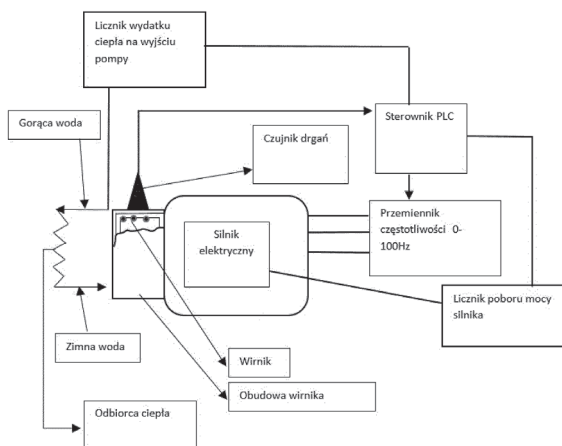 Licznik wydatku
ciepła na wyjściu
pompy
Gorąca woda
Czujnik drgań
Sterownik PLC
Silnik
elektryczny
Przemiennik
częstotliwości 0-
100Hz
Licznik poboru mocy
silnika
Zimna woda
Wirnik
Obudowa wirnika
Odbiorca ciepła